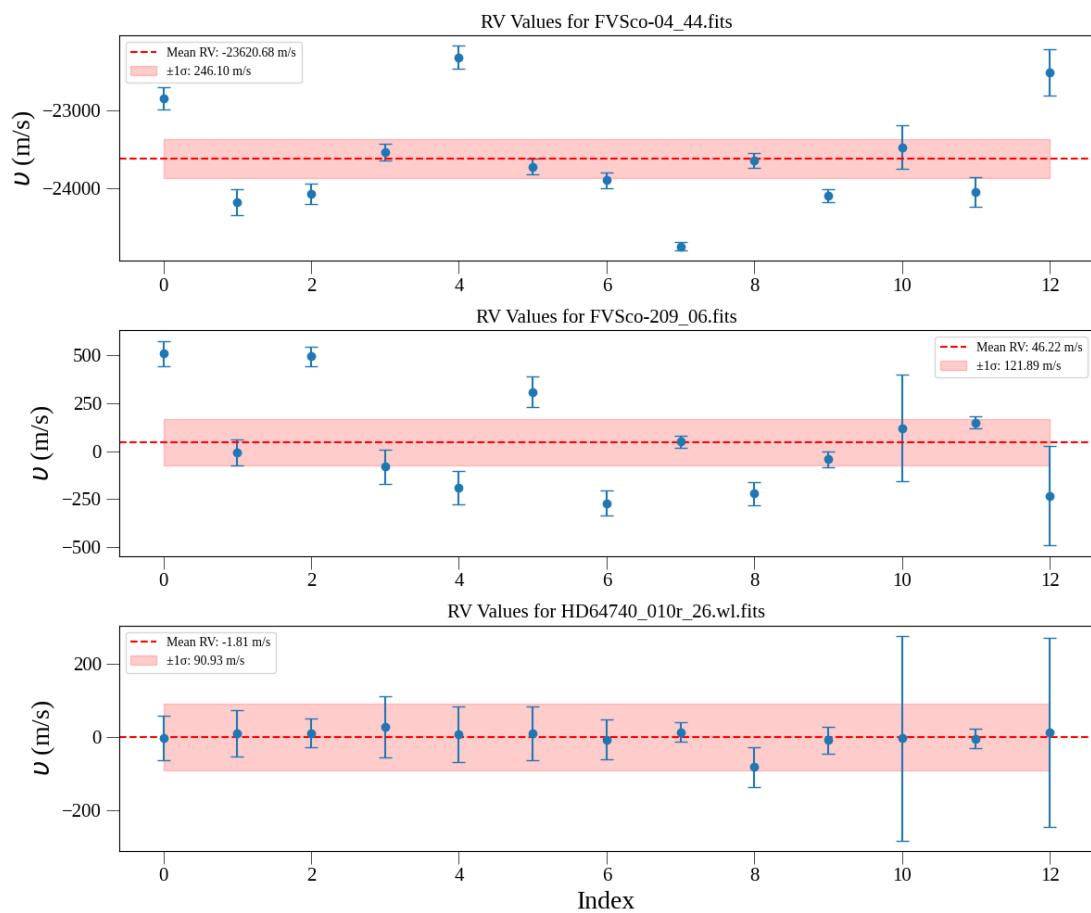 RV Values for FVSco-04_44.fits
Mean RV: -23620.68 m/s
±1σ: 246.10 m/s
υ (m/s)
−23000
−24000
0 2 4 6 8 10 12
RV Values for FVSco-209_06.fits
Mean RV: 46.22 m/s
±1σ: 121.89 m/s
υ (m/s)
500
250
0
−250
−500
0 2 4 6 8 10 12
RV Values for HD64740_010r_26.wl.fits
Mean RV: -1.81 m/s
±1σ: 90.93 m/s
υ (m/s)
200
0
−200
0 2 4 6 8 10 12
Index